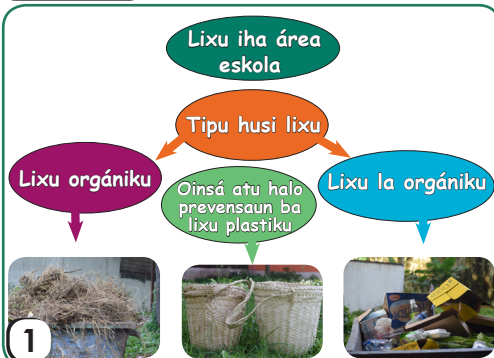 Lixu iha área
eskola
Tipu husi lixu
Lixu orgániku
Oinsá atu halo
prevensaun ba
lixu plastiku
Lixu la orgániku
1